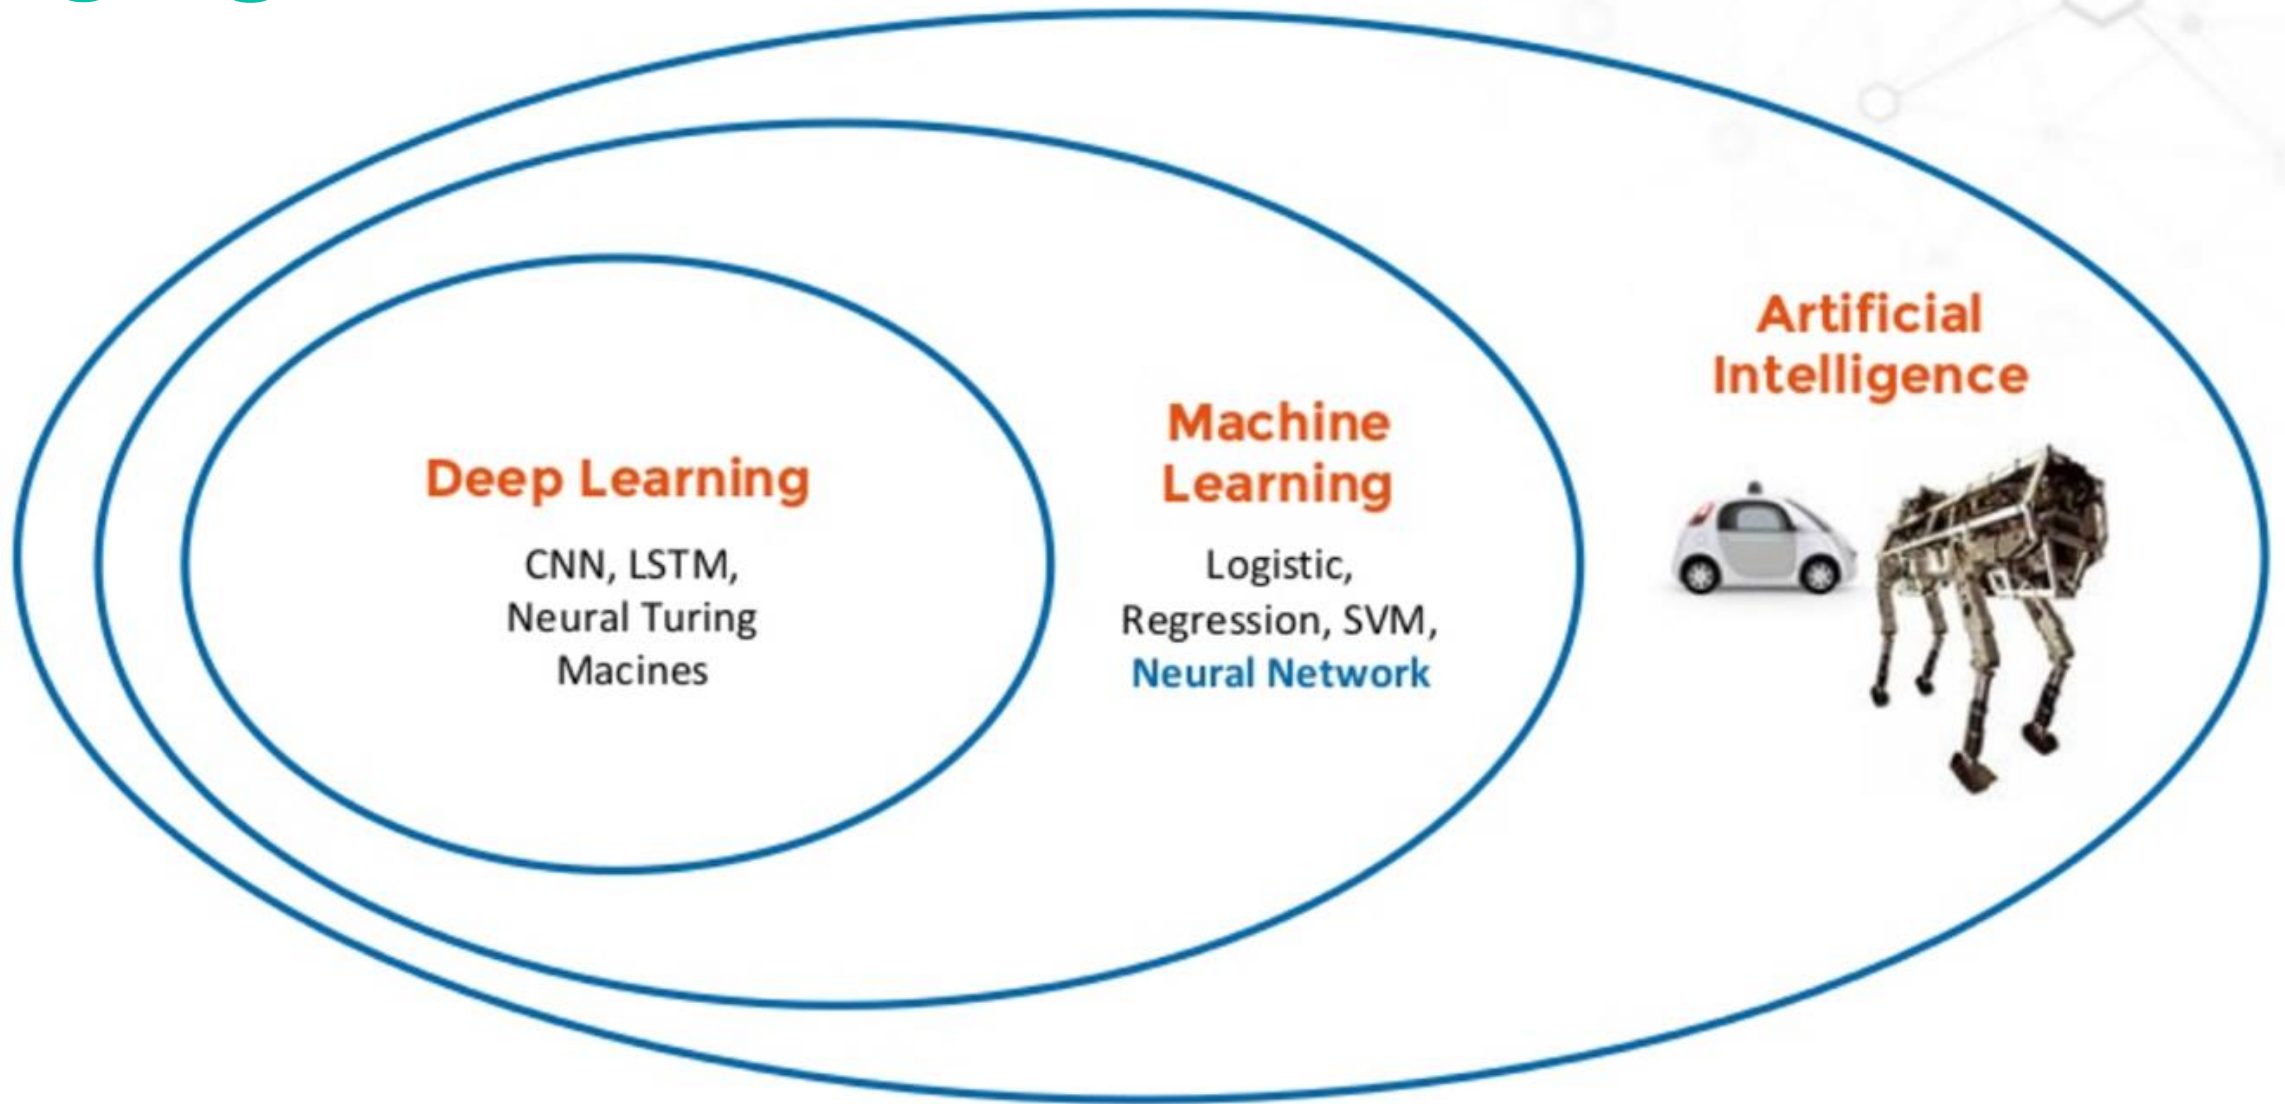 Deep Learning
CNN, LSTM,
Neural Turing
Macines
Machine
Learning
Logistic,
Regression, SVM,
Neural Network
Artificial
Intelligence